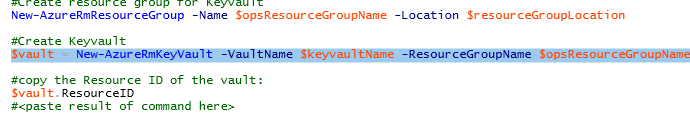 #Create resource group for Keyvault
New-AzureRmResourceGroup -Name $opsResourceGroupName -Location $resourceGroupLocation
#Create Keyvault
$vault = New-AzureRmKeyVault -VaultName $keyvaultName -ResourceGroupName $opsResourceGroupName
#copy the Resource ID of the vault:
$vault.ResourceID
#<paste result of command here>